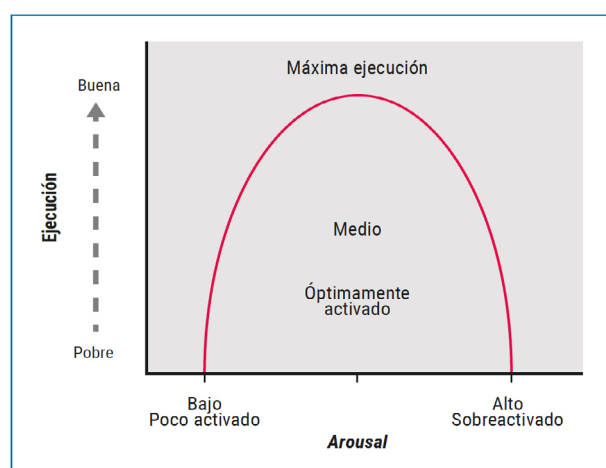 Máxima ejecución
Buena
Ejecución
Medio
Óptimamente
activado
Pobre
Bajo
Poco activado
Alto
Sobreactivado
Arousal